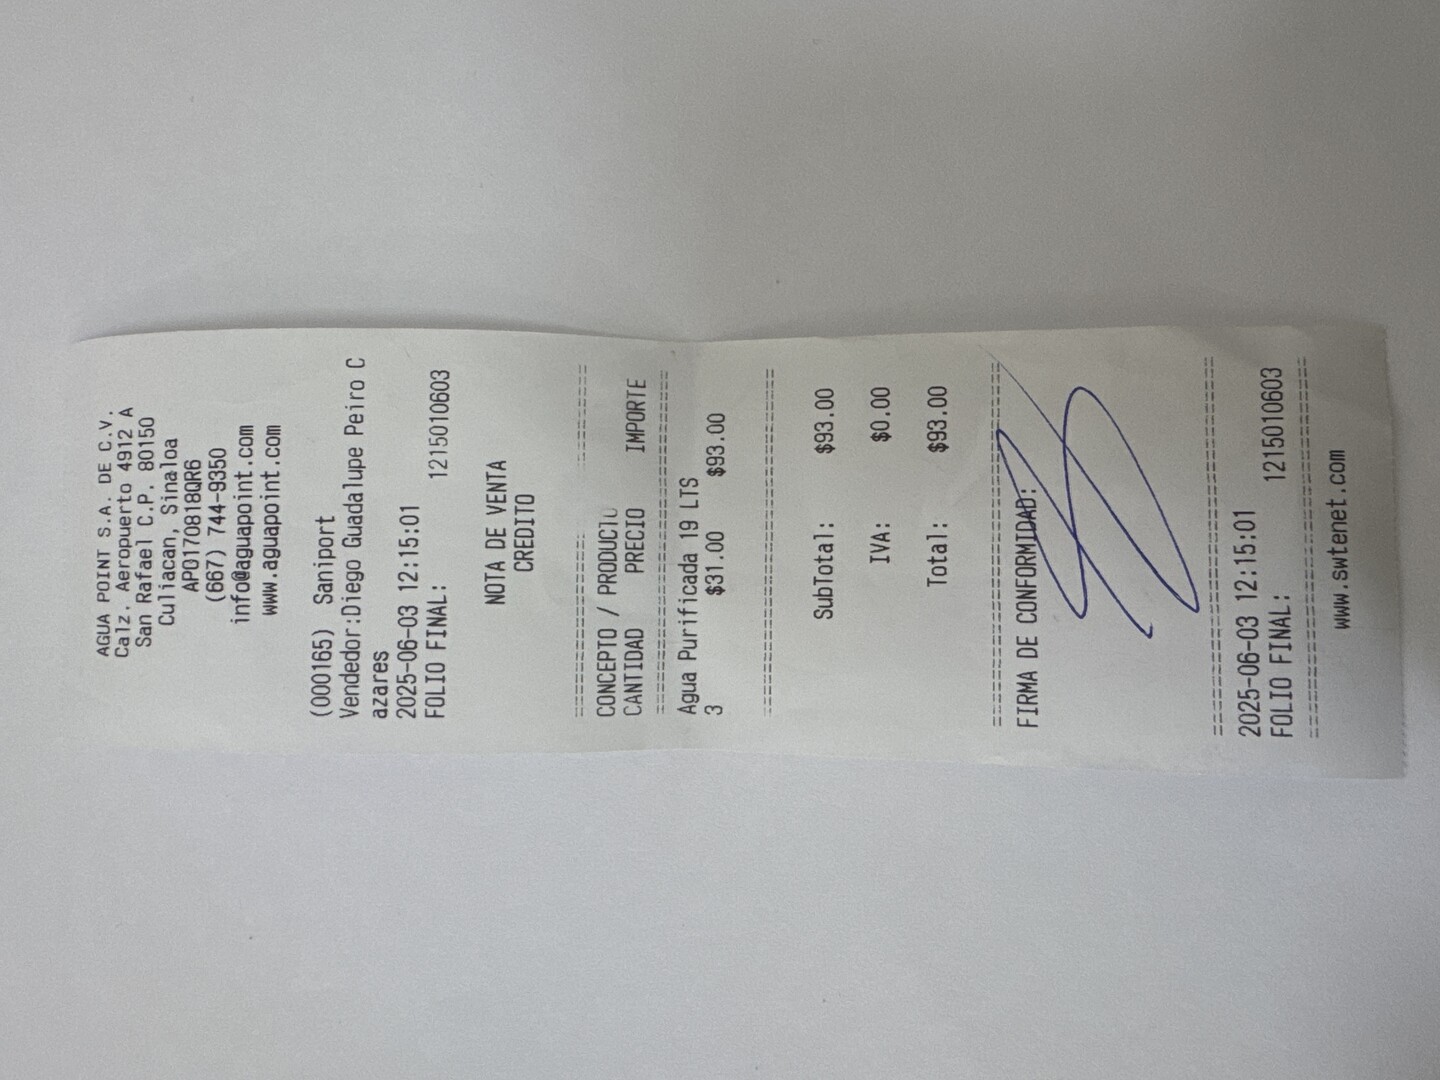 AGUA POINT S.A. DE C.V.
Calz. Aeropuerto 4912 A
San Rafael C.P. 80150
Culiacan, Sinaloa
APO170818QR6
(667) 744-9350
info@aguapoint.com
www.aguapoint.com
(000165) Saniport
Vendedor:Diego Guadalupe Peiro C
azares
2025-06-03 12:15:01
FOLIO FINAL: 1215010603
NOTA DE VENTA
CREDITO
================================
CONCEPTO / PRODUCTO
CANTIDAD PRECIO IMPORTE
================================
Agua Purificada 19 LTS
3 $31.00 $93.00
================================
SubTotal: $93.00
IVA: $0.00
Total: $93.00
================================
FIRMA DE CONFORMIDAD:
================================
2025-06-03 12:15:01
FOLIO FINAL: 1215010603
================================
www.swtenet.com